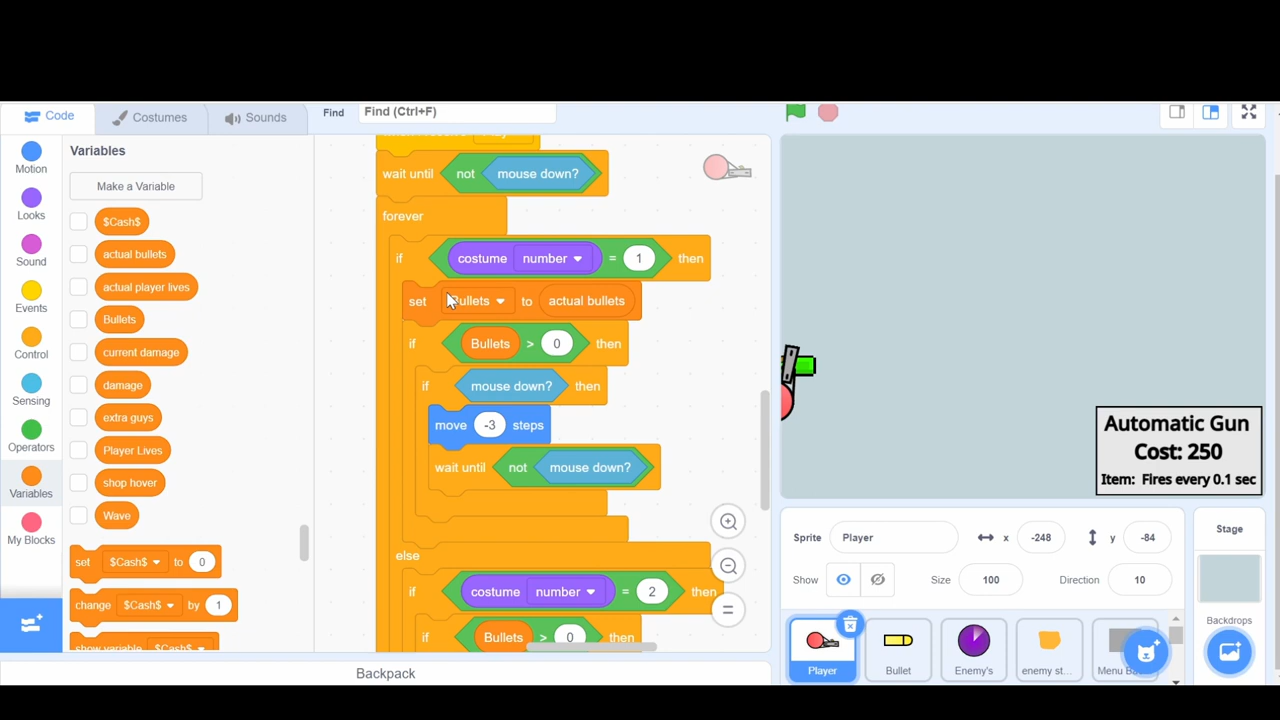 Code
Costumes
Sounds
Find
Find (Ctrl+F)
Motion
Looks
Sound
Events
Control
Sensing
Operators
Variables
My Blocks
Variables
Make a Variable
$Cash$
actual bullets
actual player lives
Bullets
current damage
damage
extra guys
Player Lives
shop hover
Wave
set $Cash$ to 0
change $Cash$ by 1
show variable $Cash$
wait until not mouse down?
forever
if costume number = 1 then
set Bullets to actual bullets
if Bullets > 0 then
if mouse down? then
move -3 steps
wait until not mouse down?
else
if costume number = 2 then
if Bullets > 0 then
Backpack
Automatic Gun
Cost: 250
Item: Fires every 0.1 sec
Sprite Player x -248 y -84
Show Size 100 Direction 10
Player
Bullet
Enemy's
enemy st...
Stage
Backdrops